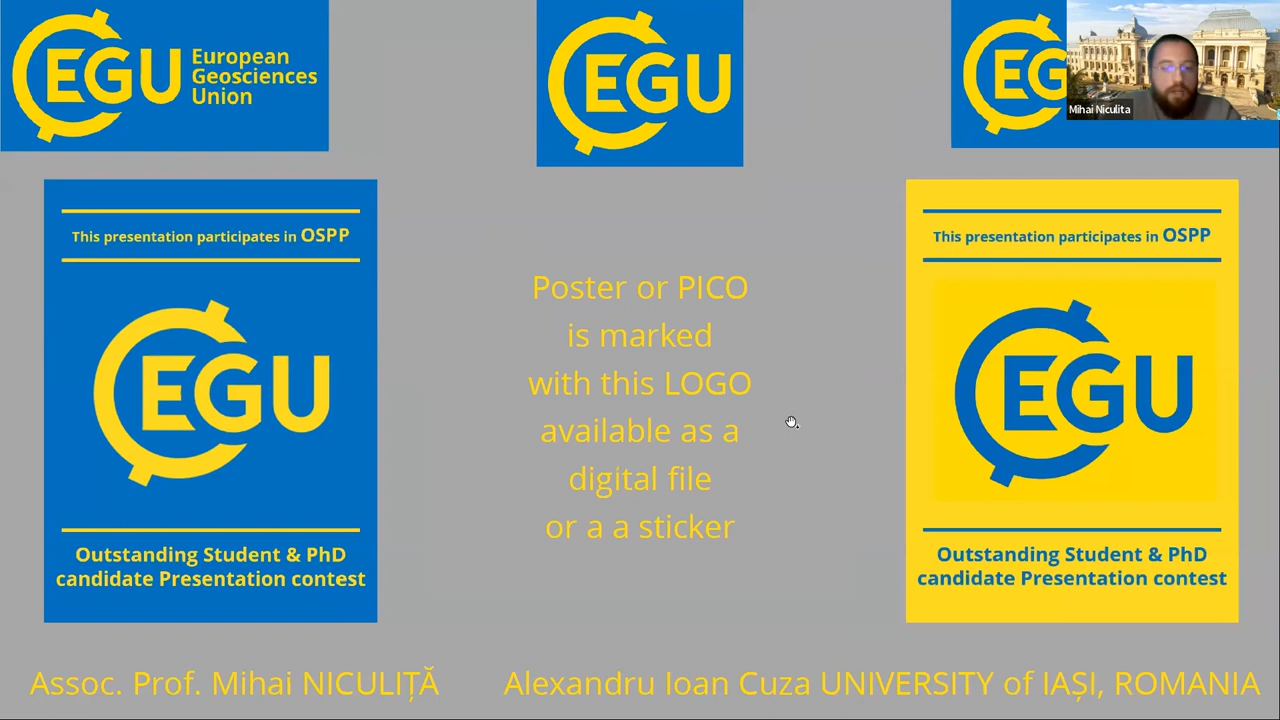 EGU European
Geosciences
Union
EGU
EG
Mihai Niculita
This presentation participates in OSPP
EGU
Outstanding Student & PhD
candidate Presentation contest
Poster or PICO
is marked
with this LOGO
available as a
digital file
or a a sticker
This presentation participates in OSPP
EGU
Outstanding Student & PhD
candidate Presentation contest
Assoc. Prof. Mihai NICULIȚĂ
Alexandru Ioan Cuza UNIVERSITY of IAȘI, ROMANIA